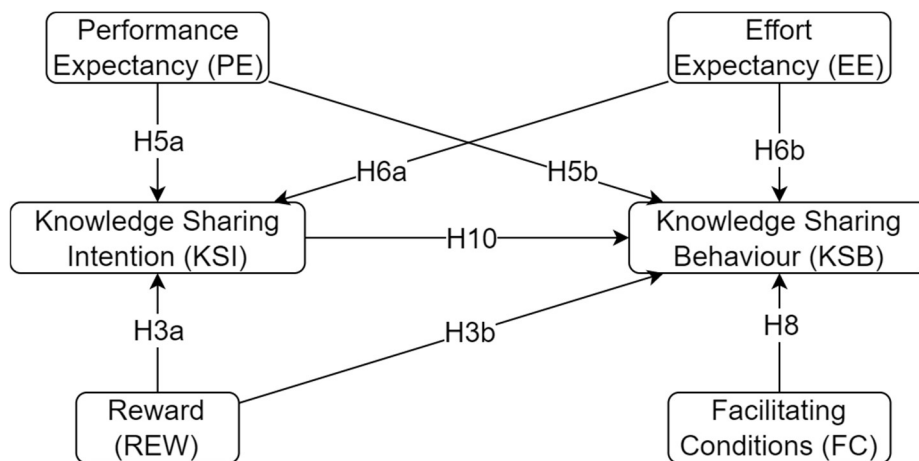 Performance
Expectancy (PE)
Effort
Expectancy (EE)
H5a
H6a
H5b
H6b
Knowledge Sharing
Intention (KSI)
H10
Knowledge Sharing
Behaviour (KSB)
H3a
H3b
H8
Reward
(REW)
Facilitating
Conditions (FC)